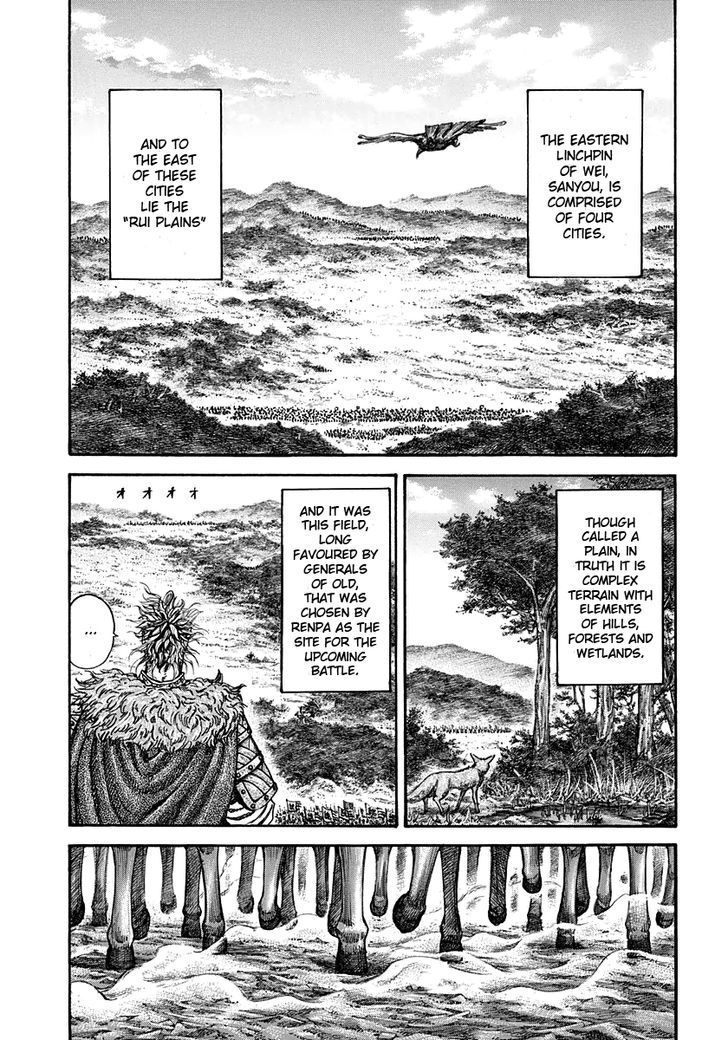 THE EASTERN
LINCHPIN
OF WEI,
SANYOU, IS
COMPRISED
OF FOUR
CITIES.
AND TO
THE EAST
OF THESE
CITIES
LIE THE
"RUI PLAINS"
THOUGH
CALLED A
PLAIN, IN
TRUTH IT IS
COMPLEX
TERRAIN WITH
ELEMENTS
OF HILLS,
FORESTS AND
WETLANDS.
AND IT WAS
THIS FIELD,
LONG
FAVOURED BY
GENERALS
OF OLD,
THAT WAS
CHOSEN BY
RENPA AS THE
SITE FOR THE
UPCOMING
BATTLE.
オオオオ
...